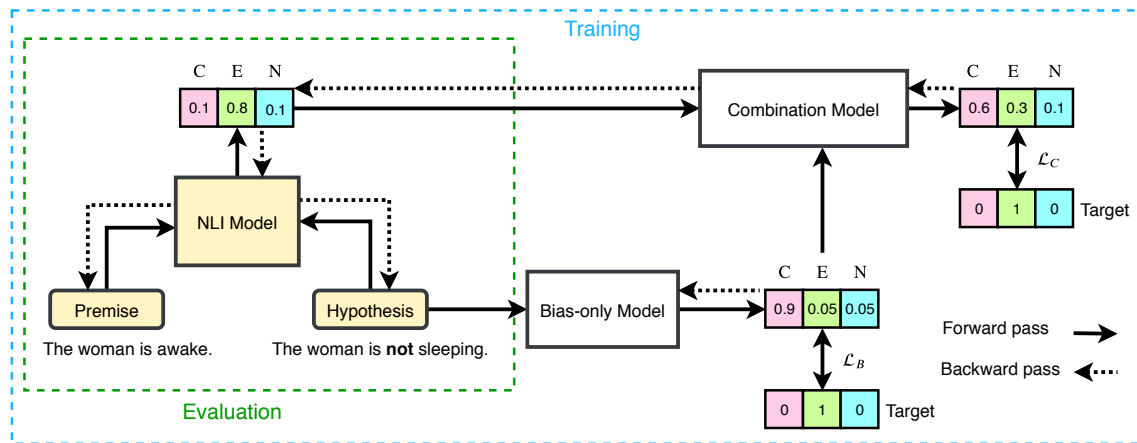 Training
C E N
0.1 0.8 0.1
Combination Model
C E N
0.6 0.3 0.1
ℒC
0 1 0 Target
NLI Model
Premise
Hypothesis
The woman is awake.
The woman is not sleeping.
Evaluation
Bias-only Model
C E N
0.9 0.05 0.05
ℒB
0 1 0 Target
Forward pass
Backward pass